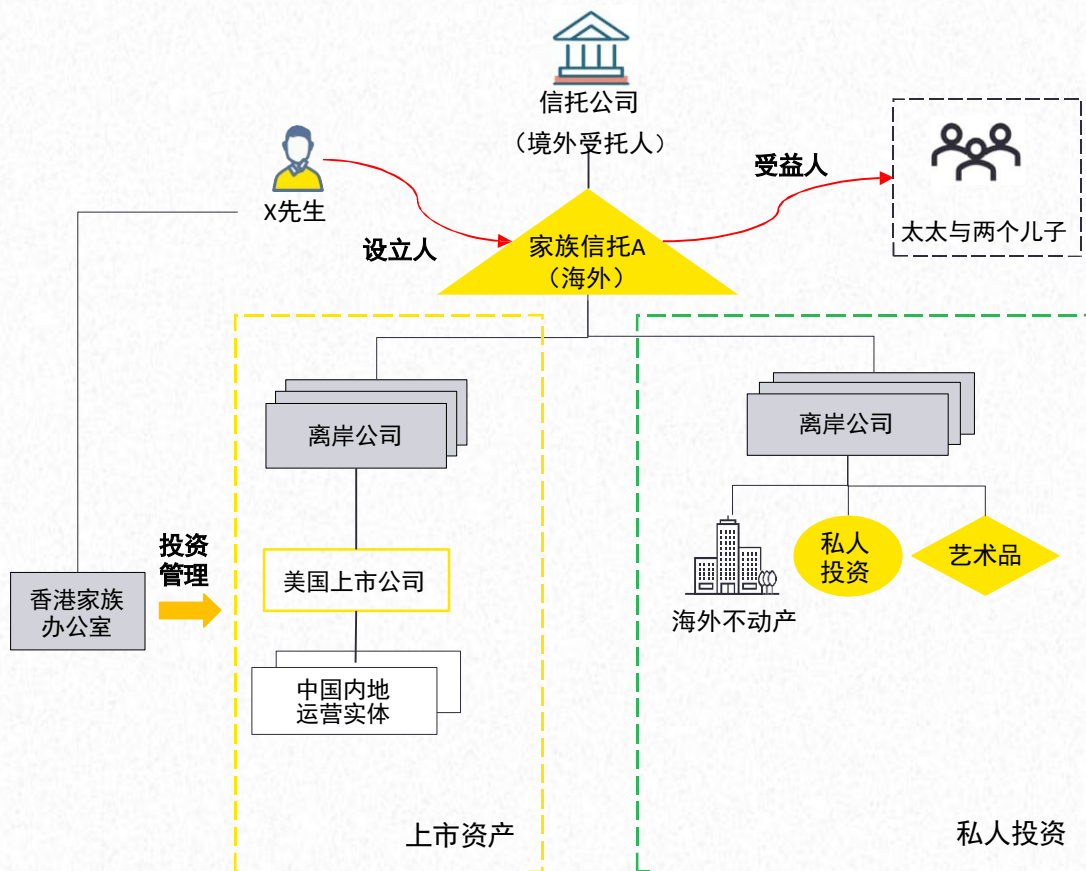 信托公司
（境外受托人）
X先生
设立人
受益人
太太与两个儿子
家族信托A
（海外）
离岸公司
离岸公司
投资
管理
香港家族
办公室
美国上市公司
中国内地
运营实体
海外不动产
私人
投资
艺术品
上市资产
私人投资